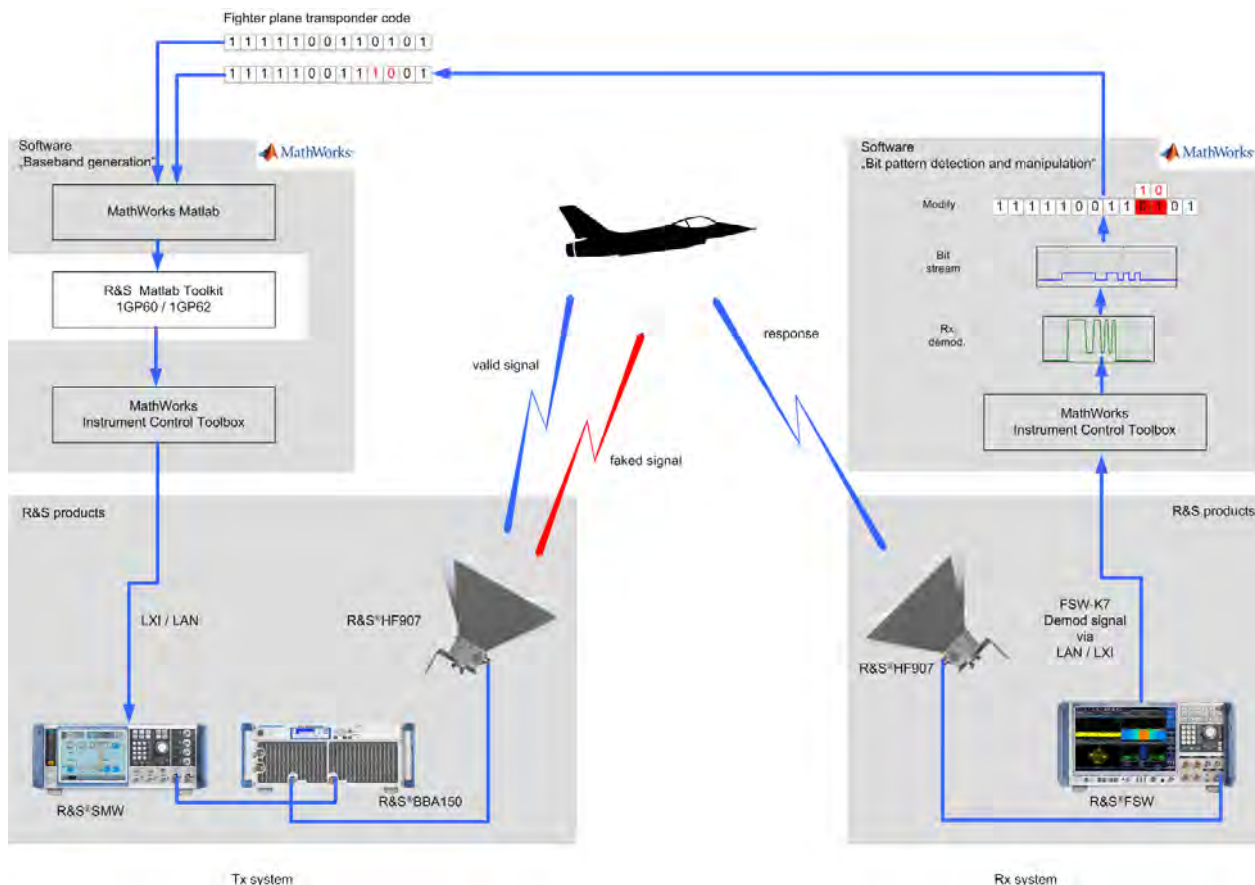 Fighter plane transponder code
1 1 1 1 1 0 0 1 1 0 1 0 1
1 1 1 1 1 0 0 1 1 1 0 0 1
Software
„Baseband generation“
MathWorks
MathWorks Matlab
R&S Matlab Toolkit
1GP60 / 1GP62
MathWorks
Instrument Control Toolbox
valid signal
faked signal
response
Software
„Bit pattern detection and manipulation“
MathWorks
1 0
Modify
1 1 1 1 1 0 0 1 1 0 1 0 1
Bit
stream
Rx
demod.
MathWorks
Instrument Control Toolbox
R&S products
LXI / LAN
R&S®HF907
R&S®SMW
R&S®BBA150
R&S products
FSW-K7
Demod signal
via
LAN / LXI
R&S®HF907
R&S®FSW
Tx system
Rx system